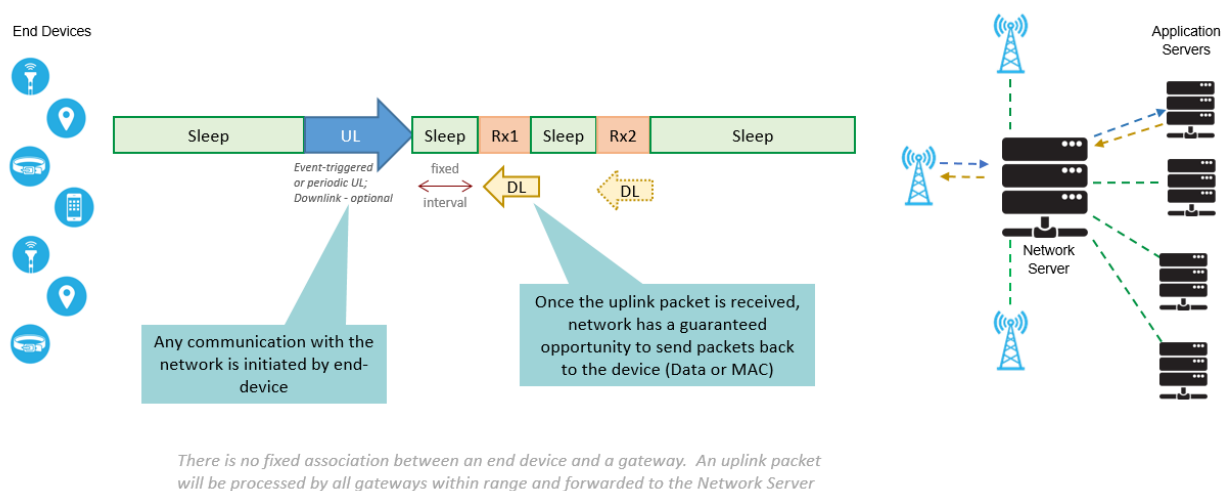 End Devices
Application
Servers
Sleep
UL
Sleep
Rx1
Sleep
Rx2
Sleep
Event-triggered
or periodic UL;
Downlink - optional
fixed
interval
DL
DL
Network
Server
Any communication with the
network is initiated by end-
device
Once the uplink packet is received,
network has a guaranteed
opportunity to send packets back
to the device (Data or MAC)
There is no fixed association between an end device and a gateway. An uplink packet
will be processed by all gateways within range and forwarded to the Network Server